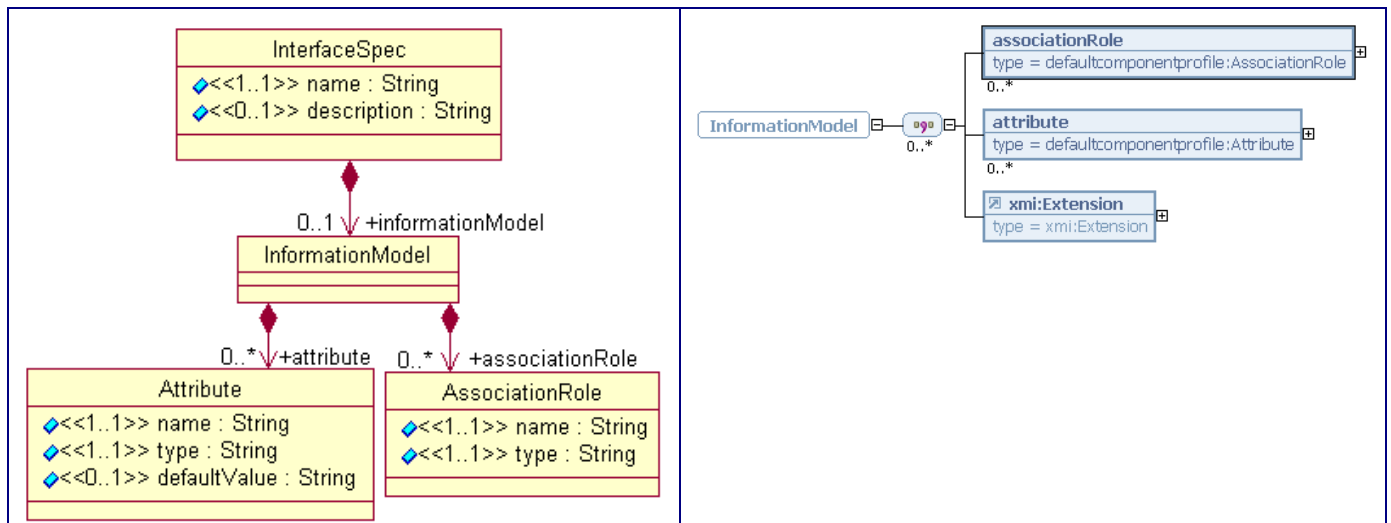 InterfaceSpec
<<1..1>> name : String
<<0..1>> description : String
0..1 +informationModel
InformationModel
0..* +attribute
0..* +associationRole
Attribute
<<1..1>> name : String
<<1..1>> type : String
<<0..1>> defaultValue : String
AssociationRole
<<1..1>> name : String
<<1..1>> type : String
InformationModel
0..*
associationRole
type = defaultcomponentprofile:AssociationRole
0..*
attribute
type = defaultcomponentprofile:Attribute
0..*
xmi:Extension
type = xmi:Extension